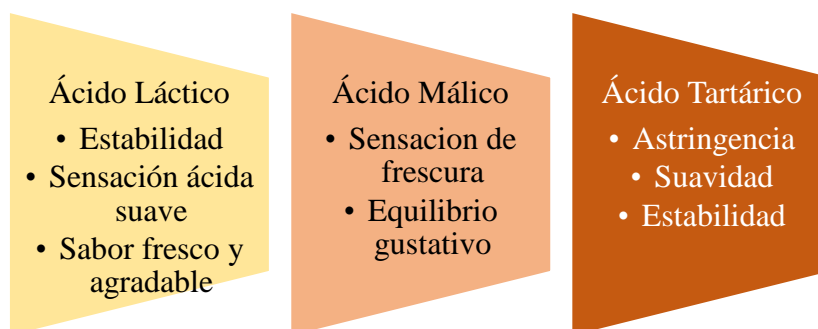 Ácido Láctico
• Estabilidad
• Sensación ácida
suave
• Sabor fresco y
agradable
Ácido Málico
• Sensacion de
frescura
• Equilibrio
gustativo
Ácido Tartárico
• Astringencia
• Suavidad
• Estabilidad